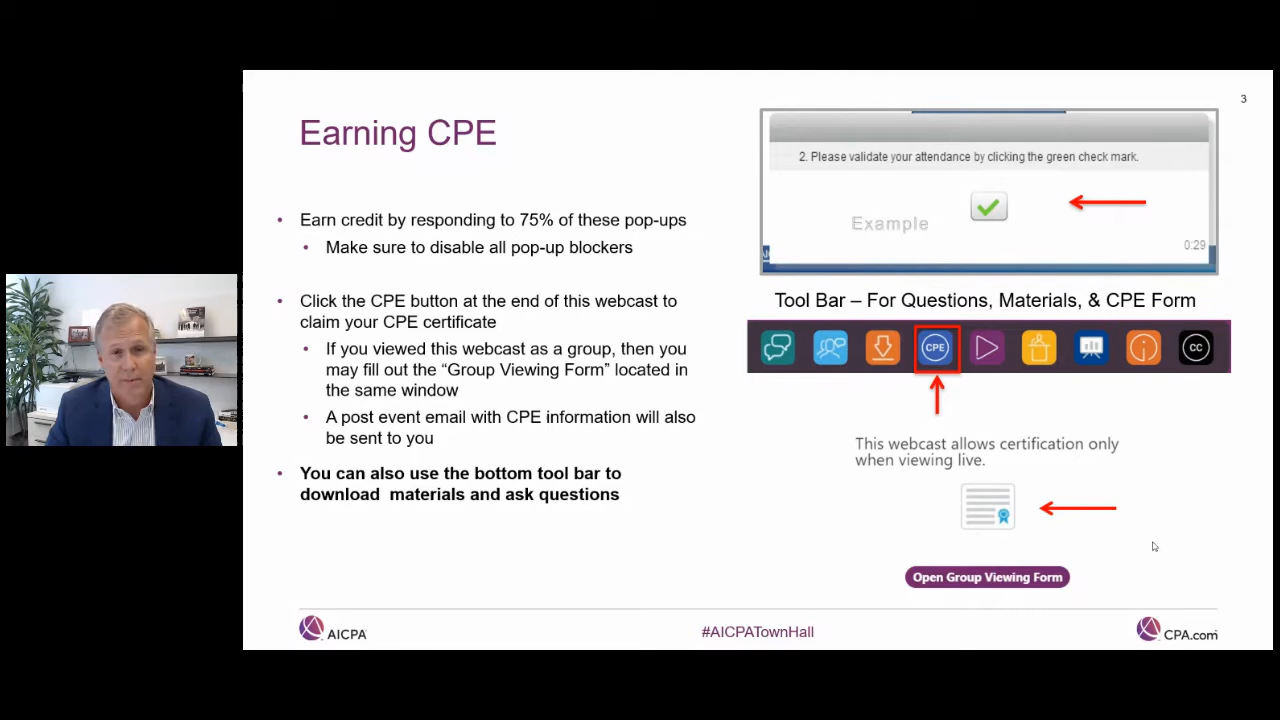 3
Earning CPE
Earn credit by responding to 75% of these pop-ups
Make sure to disable all pop-up blockers
Click the CPE button at the end of this webcast to
claim your CPE certificate
If you viewed this webcast as a group, then you
may fill out the “Group Viewing Form” located in
the same window
A post event email with CPE information will also
be sent to you
You can also use the bottom tool bar to
download materials and ask questions
2. Please validate your attendance by clicking the green check mark.
Example
0:29
Tool Bar – For Questions, Materials, & CPE Form
CPE
CC
This webcast allows certification only
when viewing live.
Open Group Viewing Form
AICPA
#AICPATownHall
CPA.com